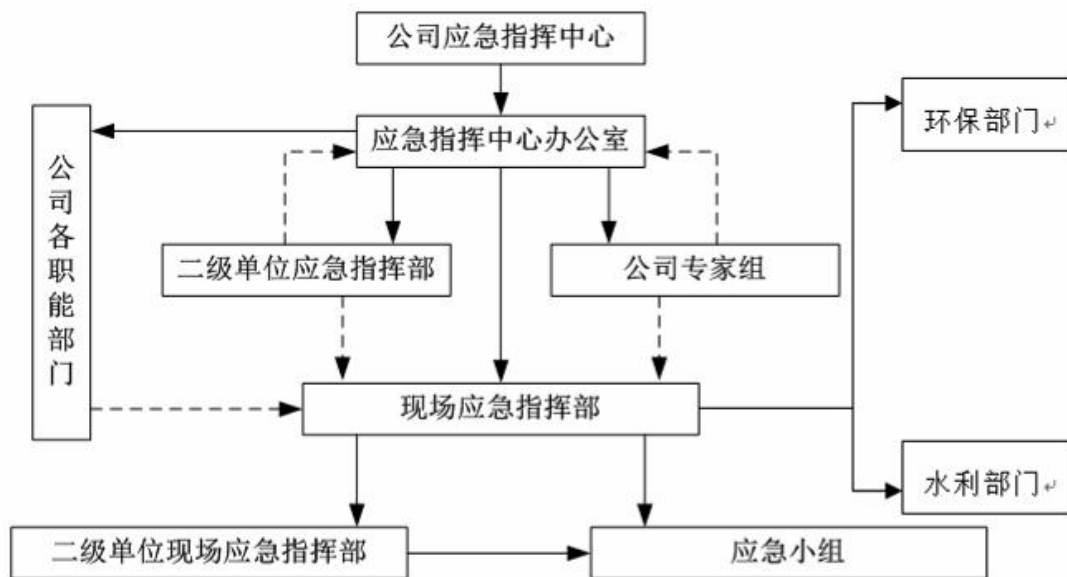 公司应急指挥中心
应急指挥中心办公室
环保部门
公司各职能部门
二级单位应急指挥部
公司专家组
现场应急指挥部
水利部门
二级单位现场应急指挥部
应急小组